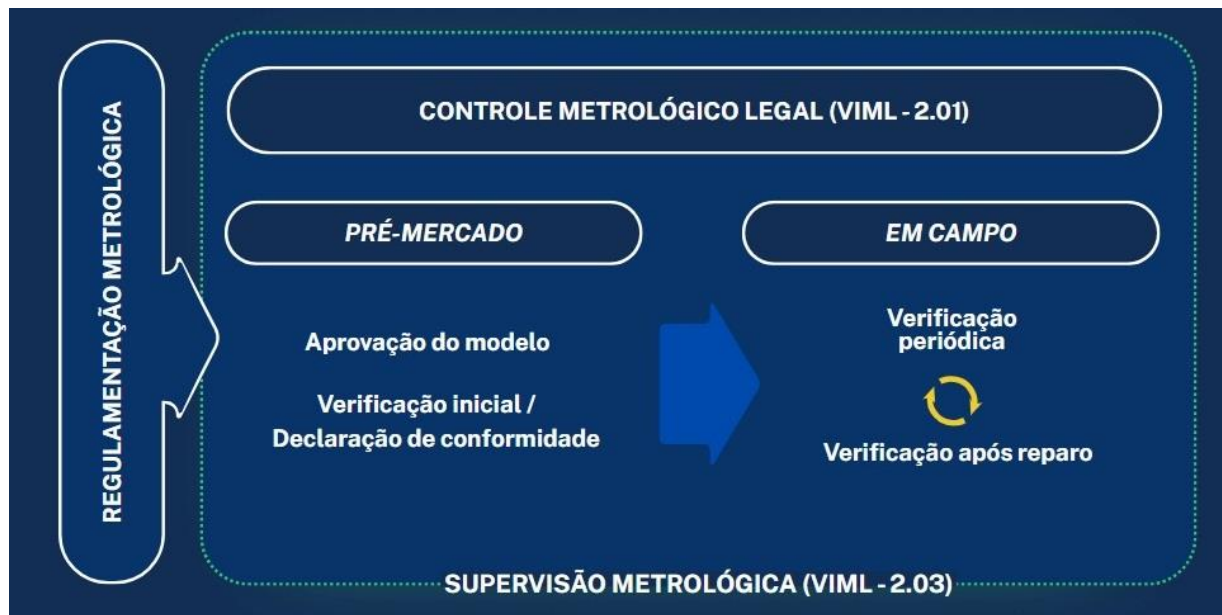 REGULAMENTAÇÃO METROLÓGICA
CONTROLE METROLÓGICO LEGAL (VIML - 2.01)
PRÉ-MERCADO
Aprovação do modelo
Verificação inicial /
Declaração de conformidade
EM CAMPO
Verificação
periódica
Verificação após reparo
SUPERVISÃO METROLÓGICA (VIML - 2.03)